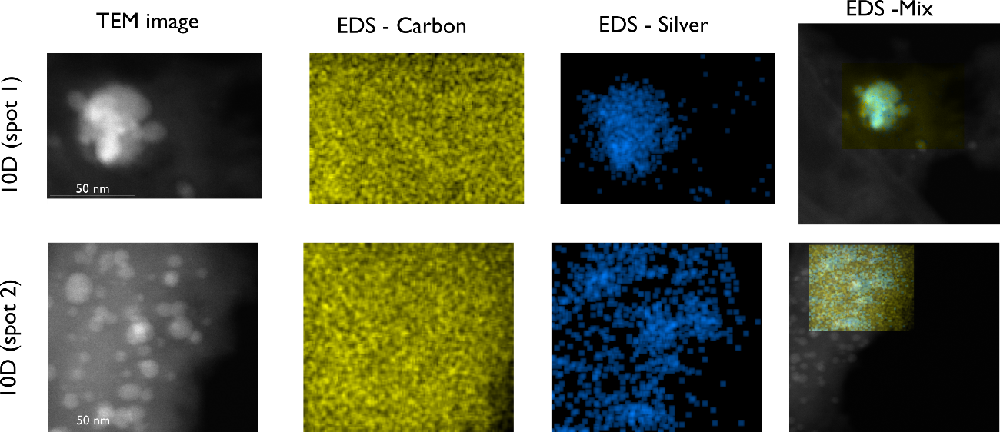 TEM image
EDS - Carbon
EDS - Silver
EDS -Mix
10D (spot 1)
50 nm
10D (spot 2)
50 nm